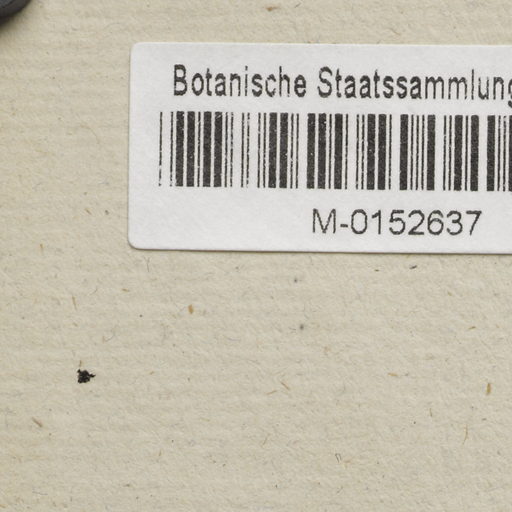 Botanische Staatssammlung
M-0152637